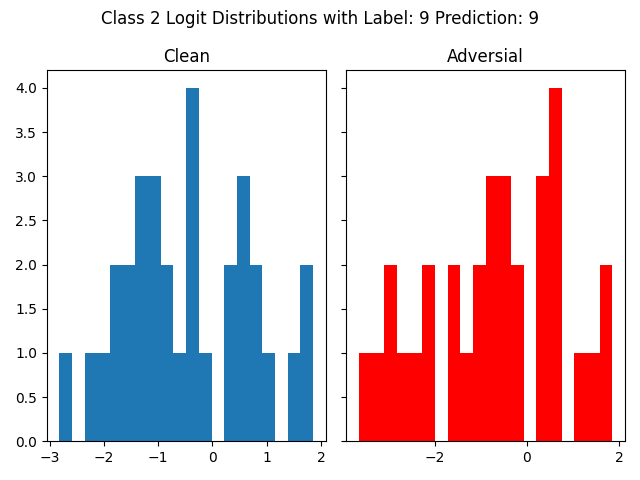 Class 2 Logit Distributions with Label: 9 Prediction: 9
Clean
Adversial
4.0
3.5
3.0
2.5
2.0
1.5
1.0
0.5
0.0
−3 −2 −1 0 1 2
−2 0 2